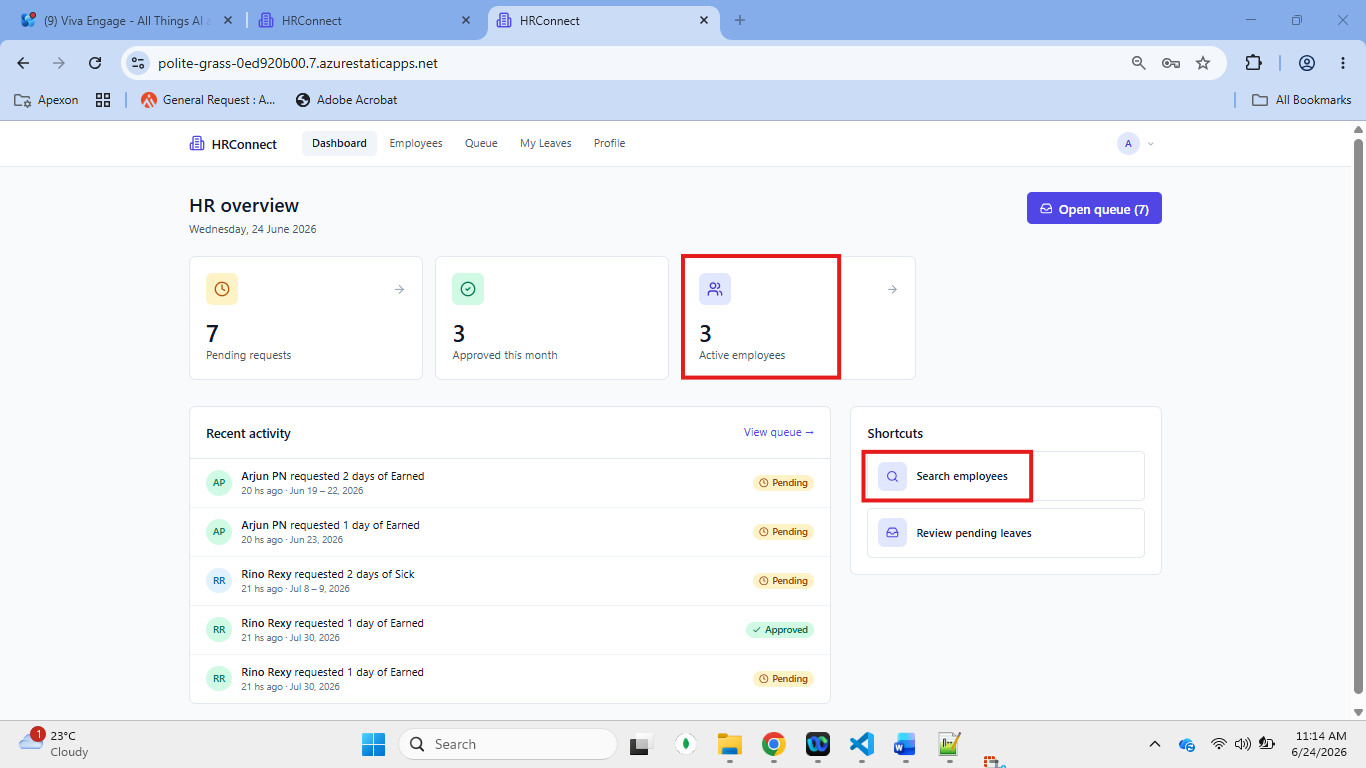 (9) Viva Engage - All Things AI a
HRConnect
HRConnect
polite-grass-0ed920b00.7.azurestaticapps.net
Apexon
General Request : A...
Adobe Acrobat
All Bookmarks
HRConnect
Dashboard
Employees
Queue
My Leaves
Profile
A
HR overview
Wednesday, 24 June 2026
Open queue (7)
7
Pending requests
3
Approved this month
3
Active employees
Recent activity
View queue →
AP
Arjun PN requested 2 days of Earned
20 hs ago · Jun 19 – 22, 2026
Pending
AP
Arjun PN requested 1 day of Earned
20 hs ago · Jun 23, 2026
Pending
RR
Rino Rexy requested 2 days of Sick
21 hs ago · Jul 8 – 9, 2026
Pending
RR
Rino Rexy requested 1 day of Earned
21 hs ago · Jul 30, 2026
Approved
RR
Rino Rexy requested 1 day of Earned
21 hs ago · Jul 30, 2026
Pending
Shortcuts
Search employees
Review pending leaves
1
23°C
Cloudy
Search
11:14 AM
6/24/2026